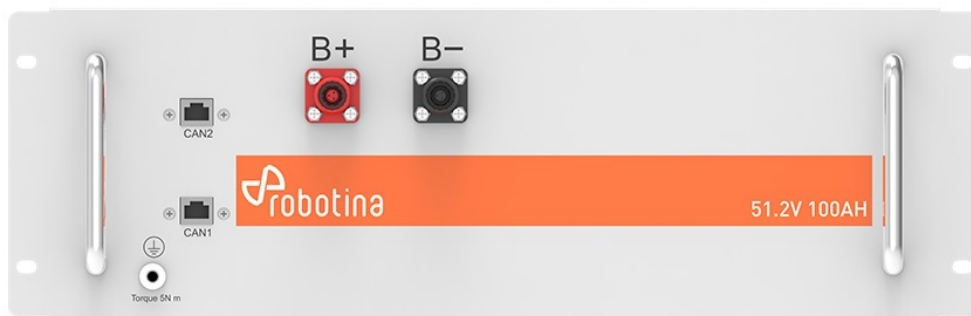 B+ B−
CAN2
robotina
51.2V 100AH
CAN1
Torque 5N m